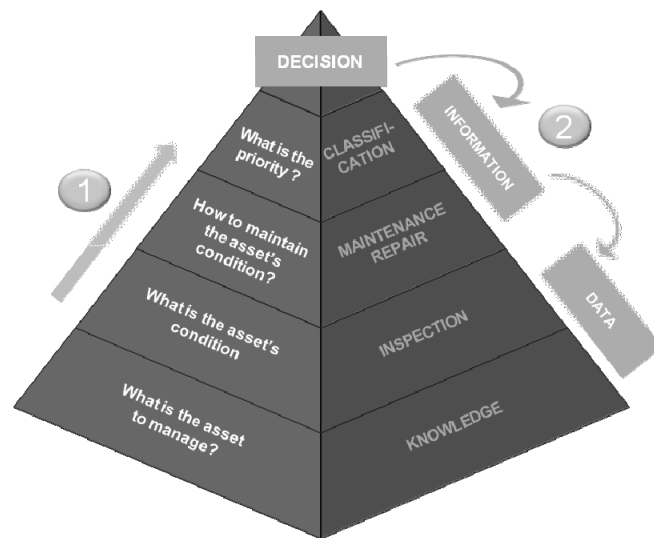 DECISION
What is the
priority ?
CLASSIFI-
CATION
INFORMATION
2
1
How to maintain
the asset's
condition?
MAINTENANCE
REPAIR
DATA
What is the asset's
condition
INSPECTION
What is the asset
to manage?
KNOWLEDGE